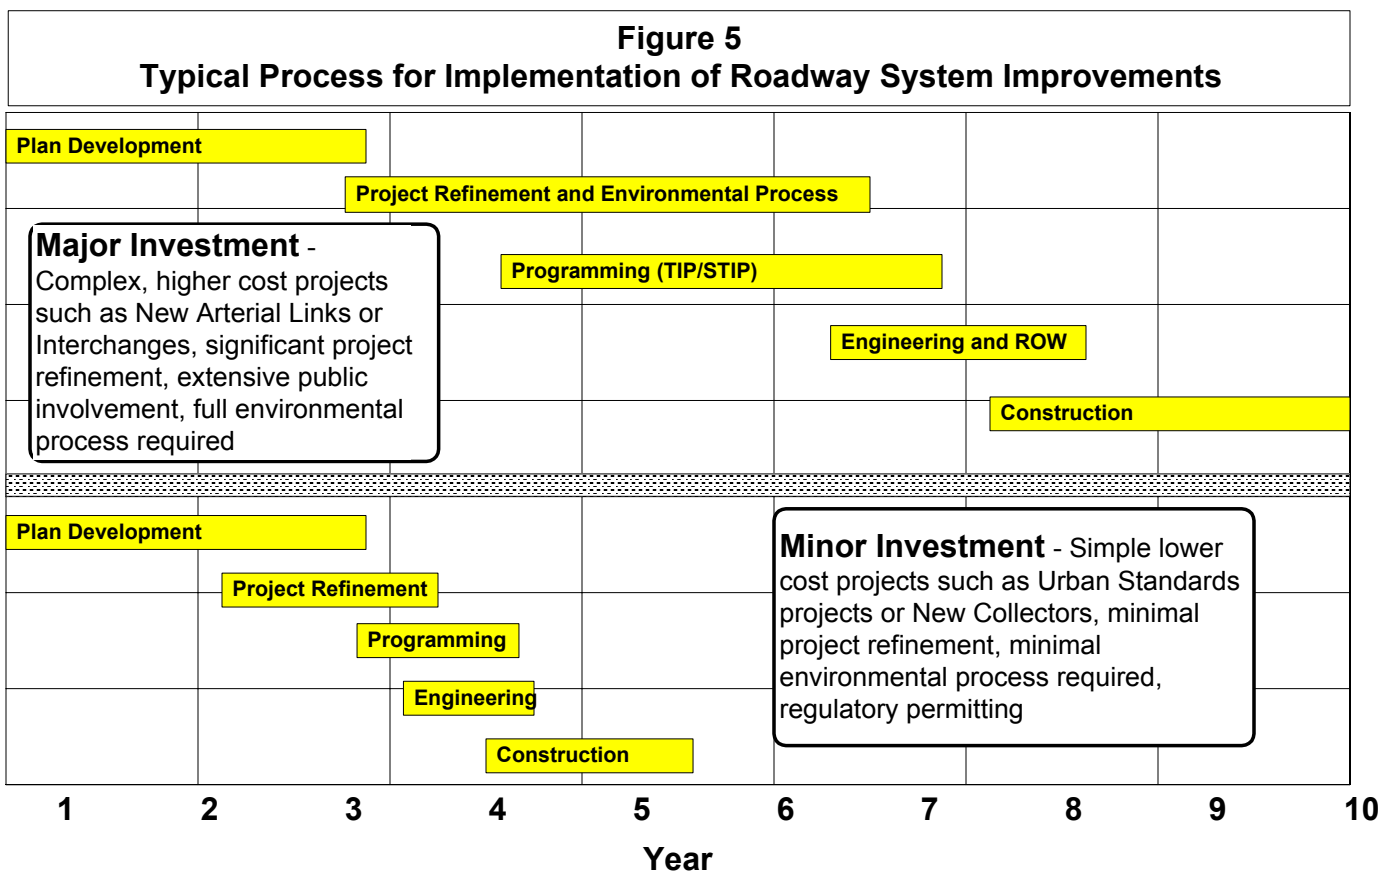 Figure 5
Typical Process for Implementation of Roadway System Improvements
Plan Development
Project Refinement and Environmental Process
Major Investment -
Complex, higher cost projects
such as New Arterial Links or
Interchanges, significant project
refinement, extensive public
involvement, full environmental
process required
Programming (TIP/STIP)
Engineering and ROW
Construction
Plan Development
Project Refinement
Programming
Engineering
Construction
Minor Investment - Simple lower
cost projects such as Urban Standards
projects or New Collectors, minimal
project refinement, minimal
environmental process required,
regulatory permitting
1 2 3 4 5 6 7 8 9 10
Year